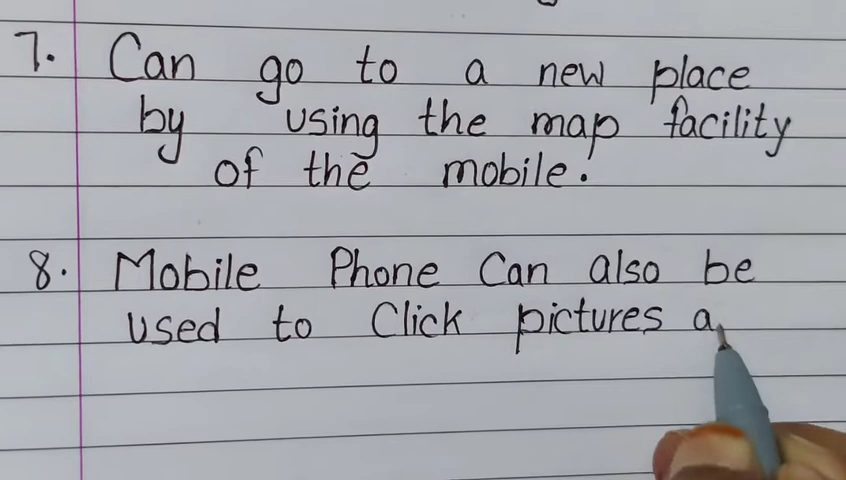 7. Can go to a new place
by using the map facility
of the mobile.
8. Mobile Phone Can also be
used to Click pictures a